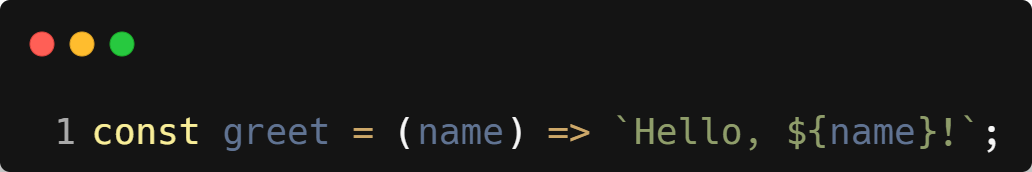 1 const greet = (name) => `Hello, ${name}!`;